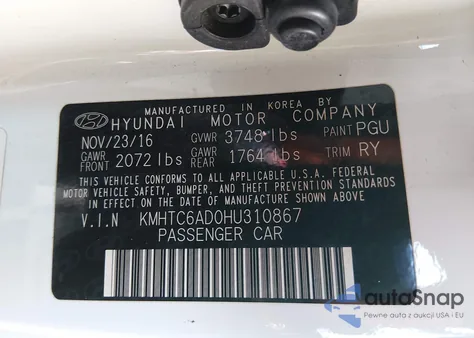 MANUFACTURED IN KOREA BY
HYUNDAI MOTOR COMPANY
NOV/23/16 GVWR 3748 lbs PAINT PGU
GAWR FRONT 2072 lbs GAWR REAR 1764 lbs TRIM RY
THIS VEHICLE CONFORMS TO ALL APPLICABLE U.S.A. FEDERAL
MOTOR VEHICLE SAFETY, BUMPER, AND THEFT PREVENTION STANDARDS
IN EFFECT ON THE DATE OF MANUFACTURE SHOWN ABOVE.
V.I.N KMHTC6AD0HU310867
PASSENGER CAR
autoSnap
Pewne auta z aukcji USA i EU